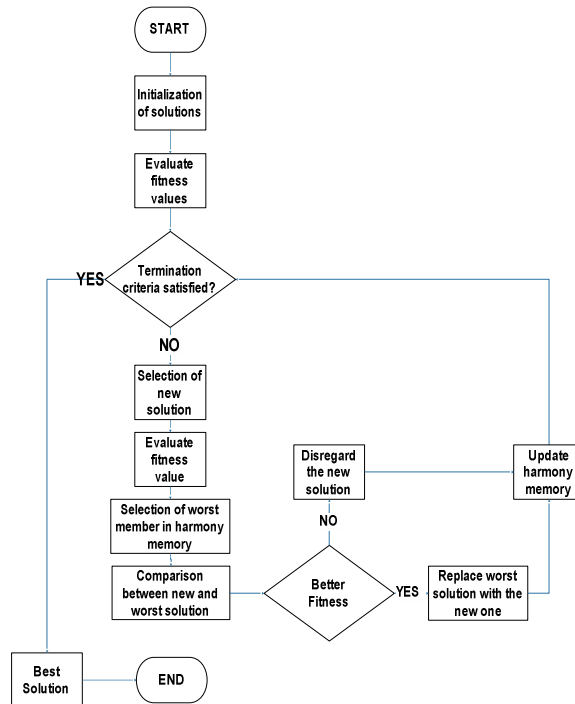 START
Initialization
of solutions
Evaluate
fitness
values
Termination
criteria satisfied?
YES
NO
Selection of
new
solution
Evaluate
fitness
value
Selection of worst
member in harmony
memory
Comparison
between new and
worst solution
Better
Fitness
NO
Disregard
the new
solution
YES
Replace worst
solution with the
new one
Update
harmony
memory
Best
Solution
END